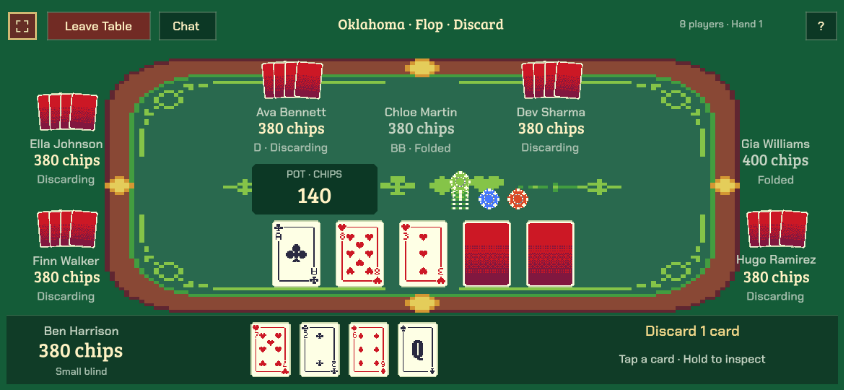 Leave Table
Chat
Oklahoma · Flop · Discard
8 players · Hand 1
?
Ava Bennett
380 chips
D · Discarding
Chloe Martin
380 chips
BB · Folded
Dev Sharma
380 chips
Discarding
Ella Johnson
380 chips
Discarding
Gia Williams
400 chips
Folded
POT · CHIPS
140
Finn Walker
380 chips
Discarding
Hugo Ramirez
380 chips
Discarding
Ben Harrison
380 chips
Small blind
Q
Discard 1 card
Tap a card · Hold to inspect